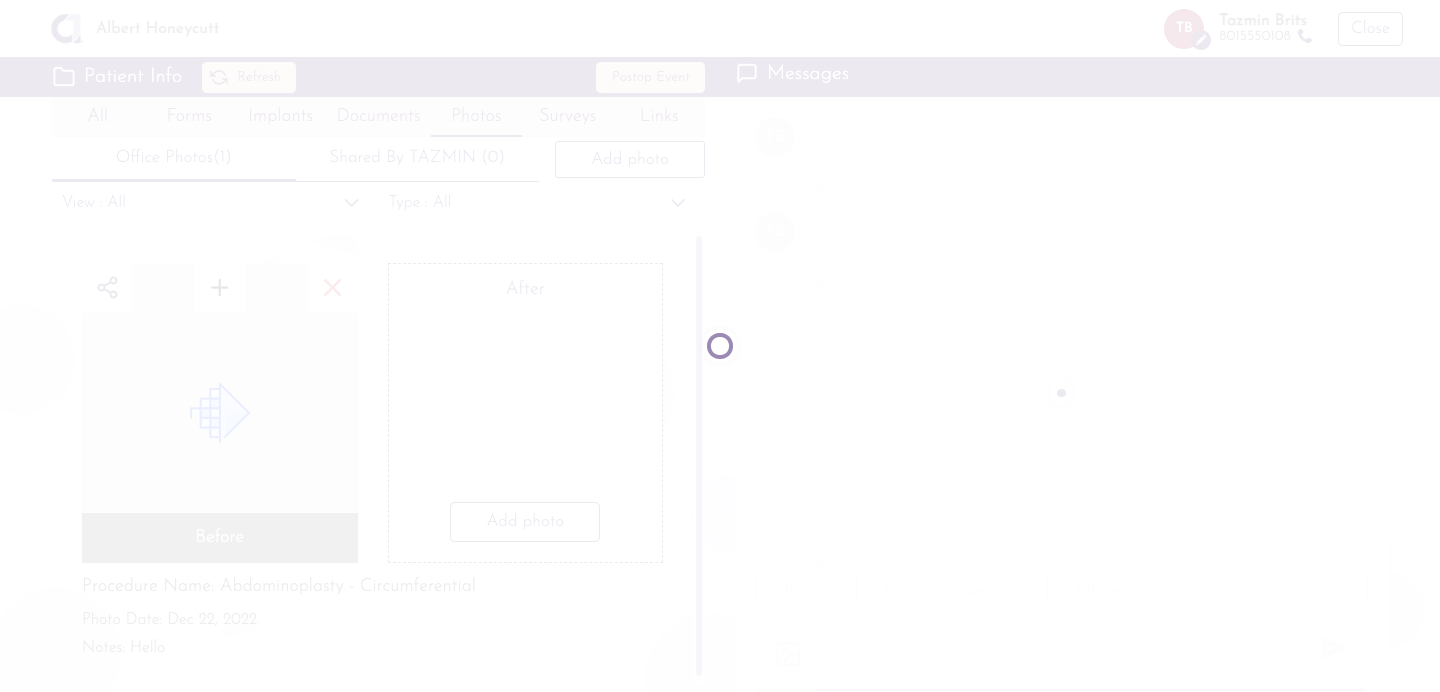 Albert Honeycutt
TB
Tazmin Brits
8015550108
Close
Patient Info
Refresh
Postop Event
Messages
All
Forms
Implants
Documents
Photos
Surveys
Links
Office Photos(1)
Shared By TAZMIN (0)
Add photo
View : All
Type : All
After
Add photo
Before
Procedure Name: Abdominoplasty - Circumferential
Photo Date: Dec 22, 2022
Notes: Hello